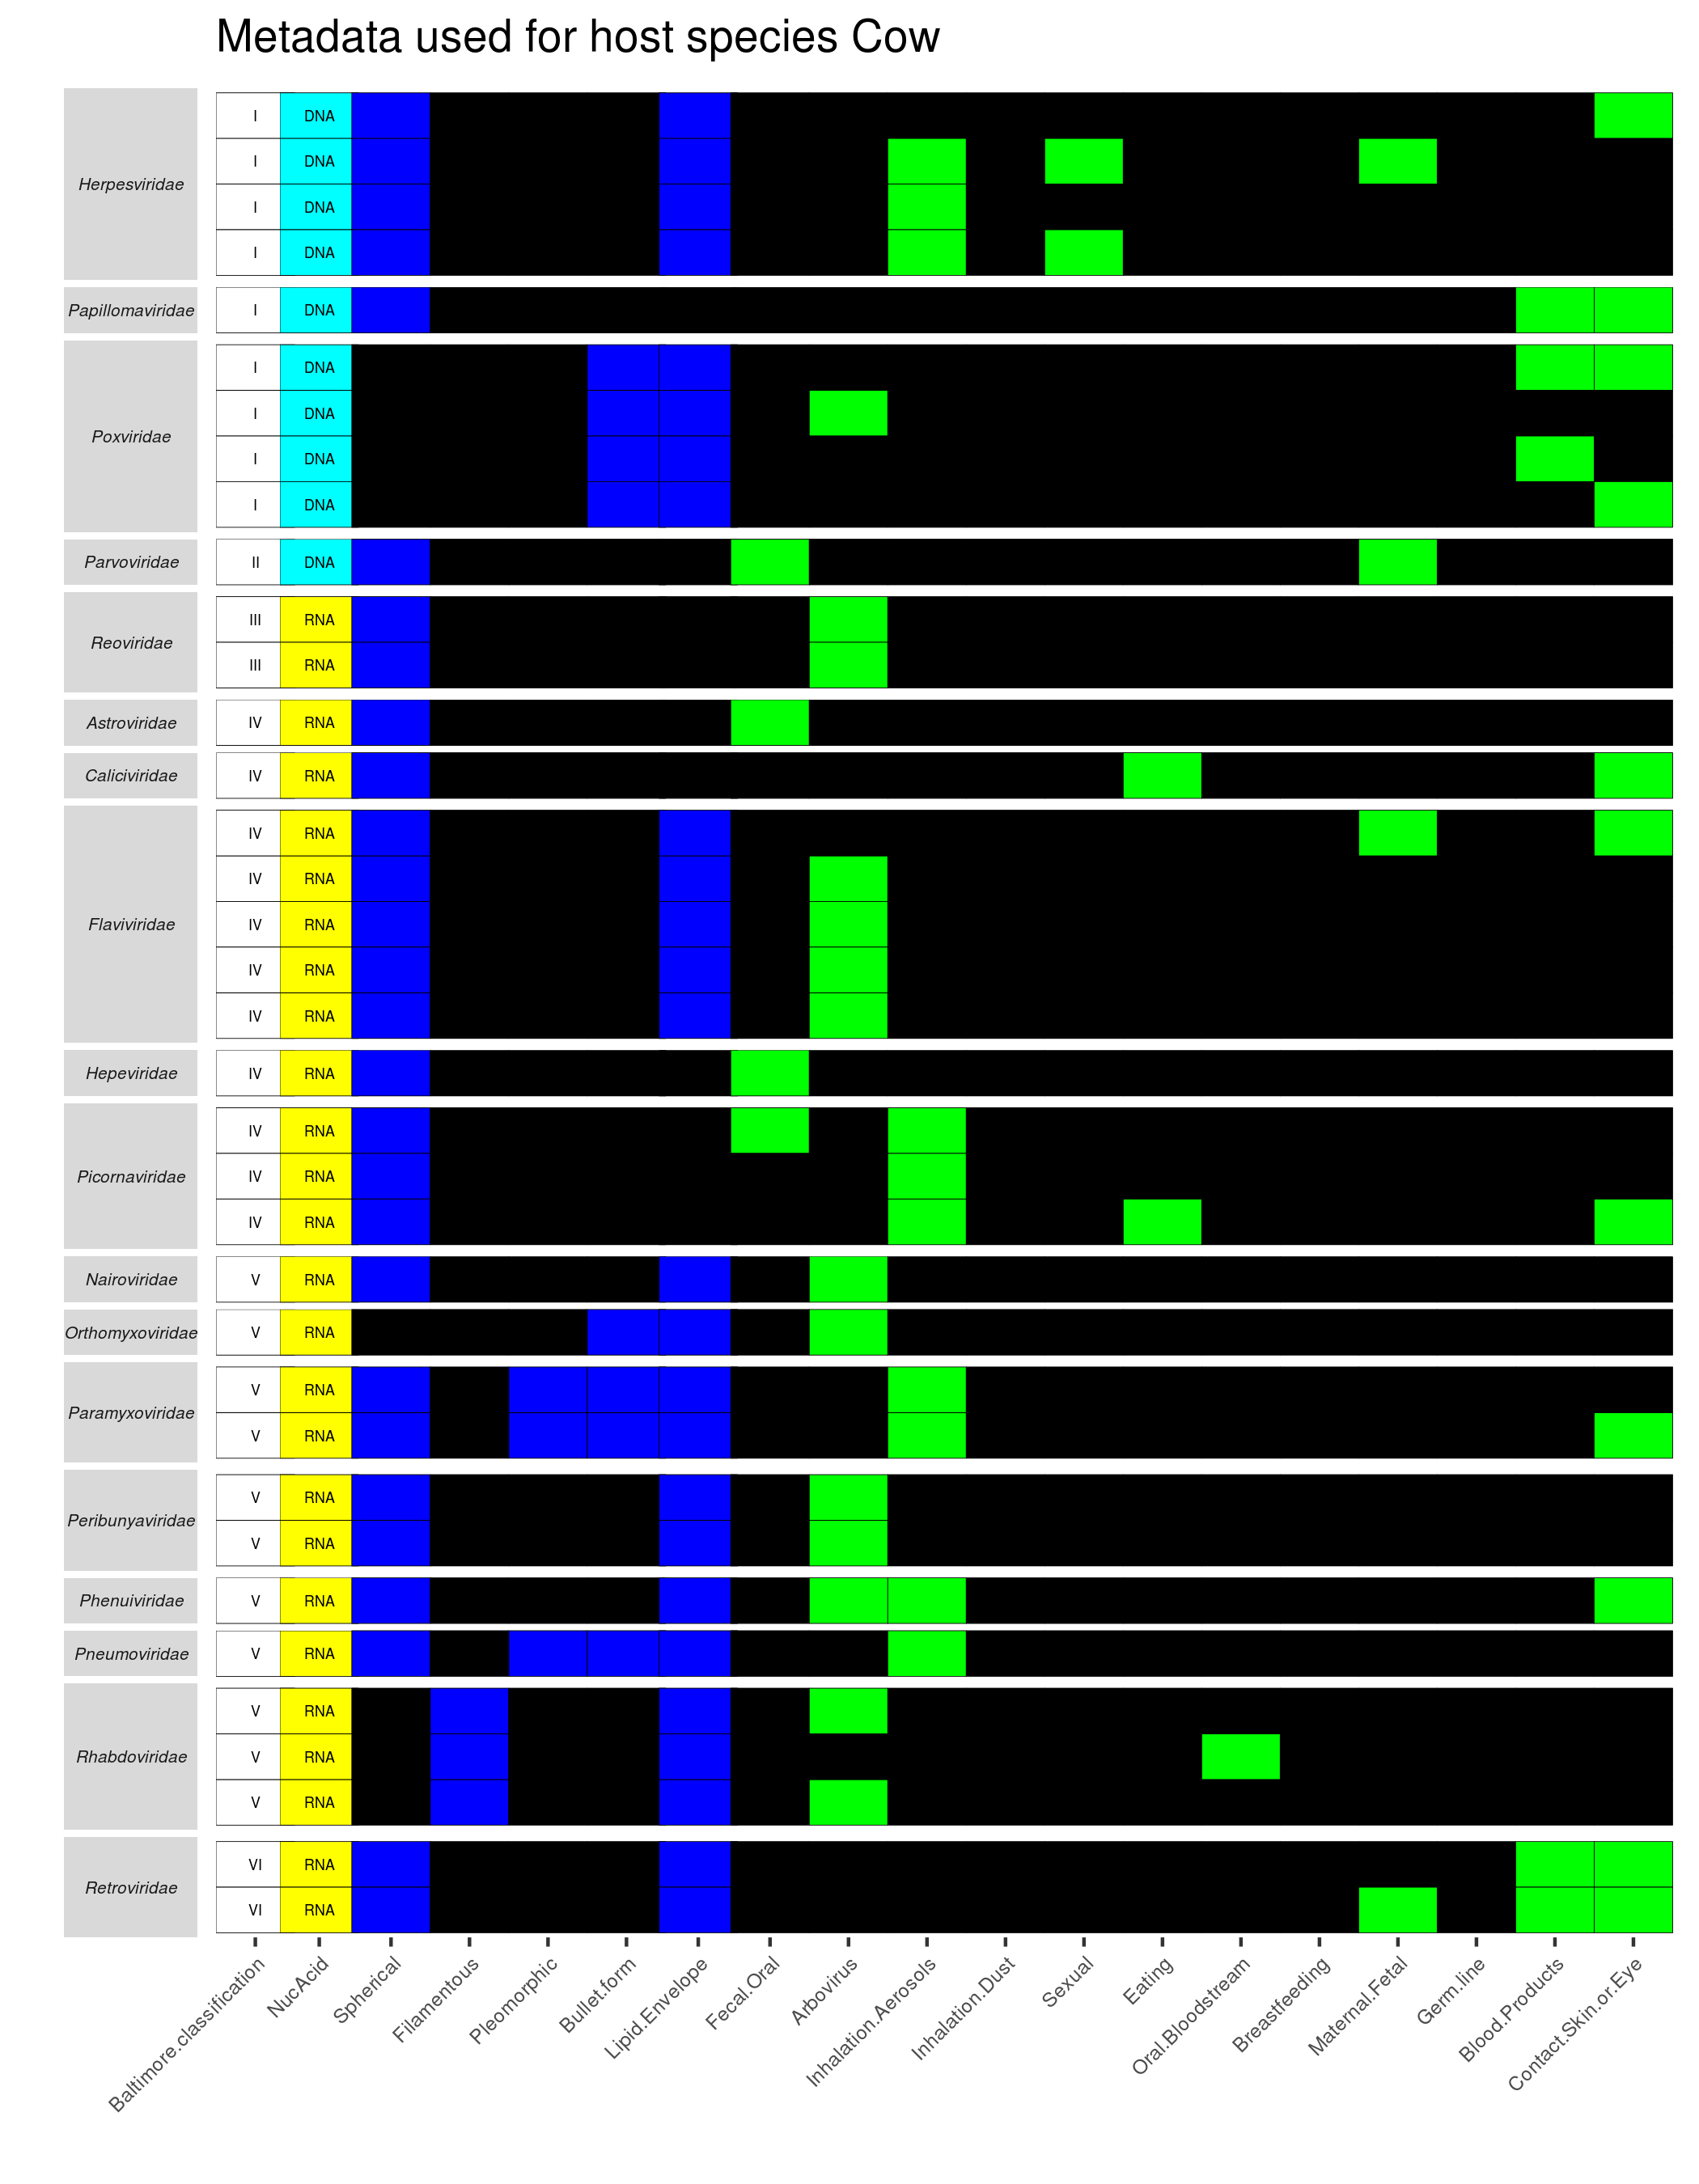 Metadata used for host species Cow
Herpesviridae
I DNA
I DNA
I DNA
I DNA
Papillomaviridae
I DNA
Poxviridae
I DNA
I DNA
I DNA
I DNA
Parvoviridae
II DNA
Reoviridae
III RNA
III RNA
Astroviridae
IV RNA
Caliciviridae
IV RNA
Flaviviridae
IV RNA
IV RNA
IV RNA
IV RNA
IV RNA
Hepeviridae
IV RNA
Picornaviridae
IV RNA
IV RNA
IV RNA
Nairoviridae
V RNA
Orthomyxoviridae
V RNA
Paramyxoviridae
V RNA
V RNA
Peribunyaviridae
V RNA
V RNA
Phenuiviridae
V RNA
Pneumoviridae
V RNA
Rhabdoviridae
V RNA
V RNA
V RNA
Retroviridae
VI RNA
VI RNA
Baltimore.classification
NucAcid
Spherical
Filamentous
Pleomorphic
Bullet.form
Lipid.Envelope
Fecal.Oral
Arbovirus
Inhalation.Aerosols
Inhalation.Dust
Sexual
Eating
Oral.Bloodstream
Breastfeeding
Maternal.Fetal
Germ.line
Blood.Products
Contact.Skin.or.Eye